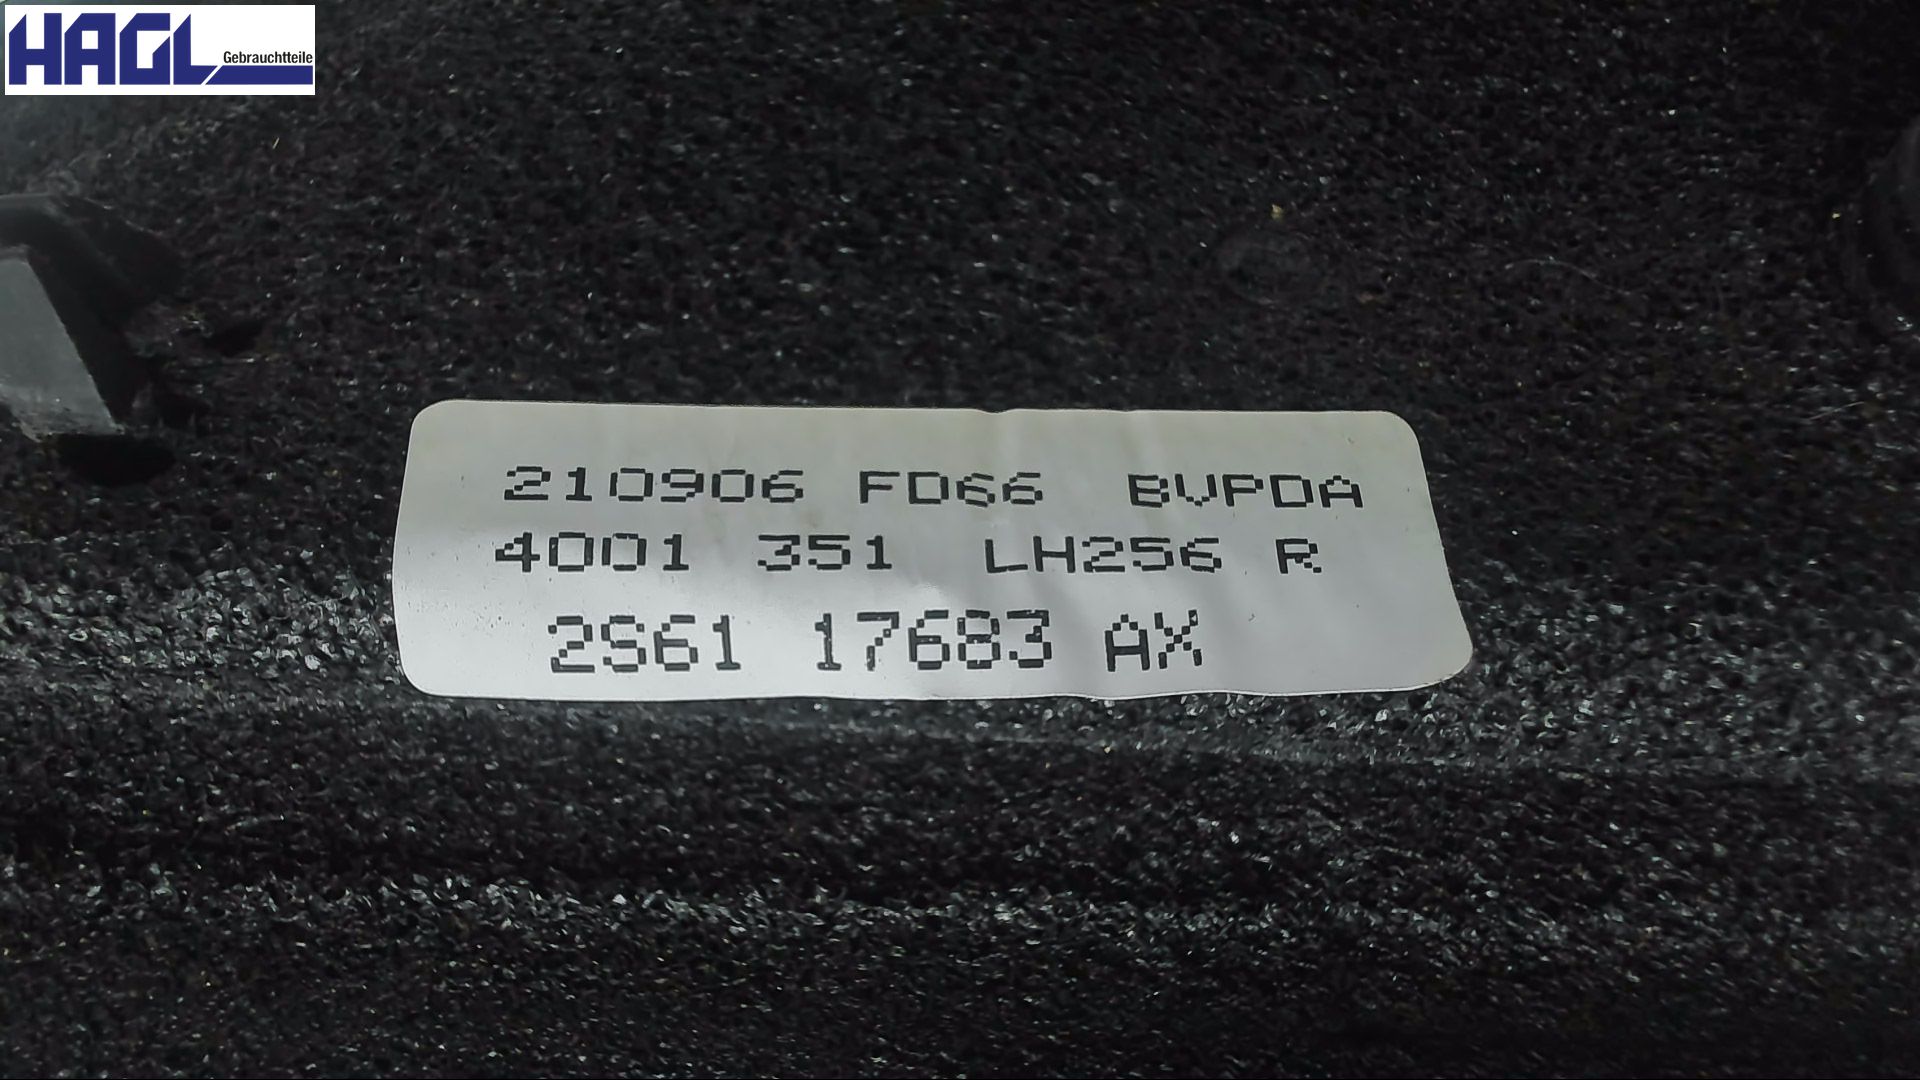 HAGL
Gebrauchtteile
210906 FD66 BVPDA
4001 351 LH256 R
2S61 17683 AX